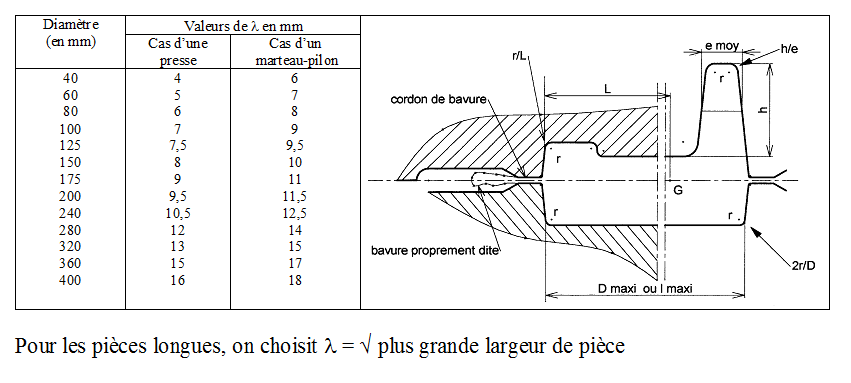 Diamètre Valeurs de λ en mm
(en mm) Cas d'une Cas d'un
presse marteau-pilon
40 4 6
60 5 7
80 6 8
100 7 9
125 7,5 9,5
150 8 10
175 9 11
200 9,5 11,5
240 10,5 12,5
280 12 14
320 13 15
360 15 17
400 16 18
e moy
h/e
r/L
r
L
h
cordon de bavure
r
G
r
r
bavure proprement dite
2r/D
D maxi ou l maxi
Pour les pièces longues, on choisit λ = √ plus grande largeur de pièce